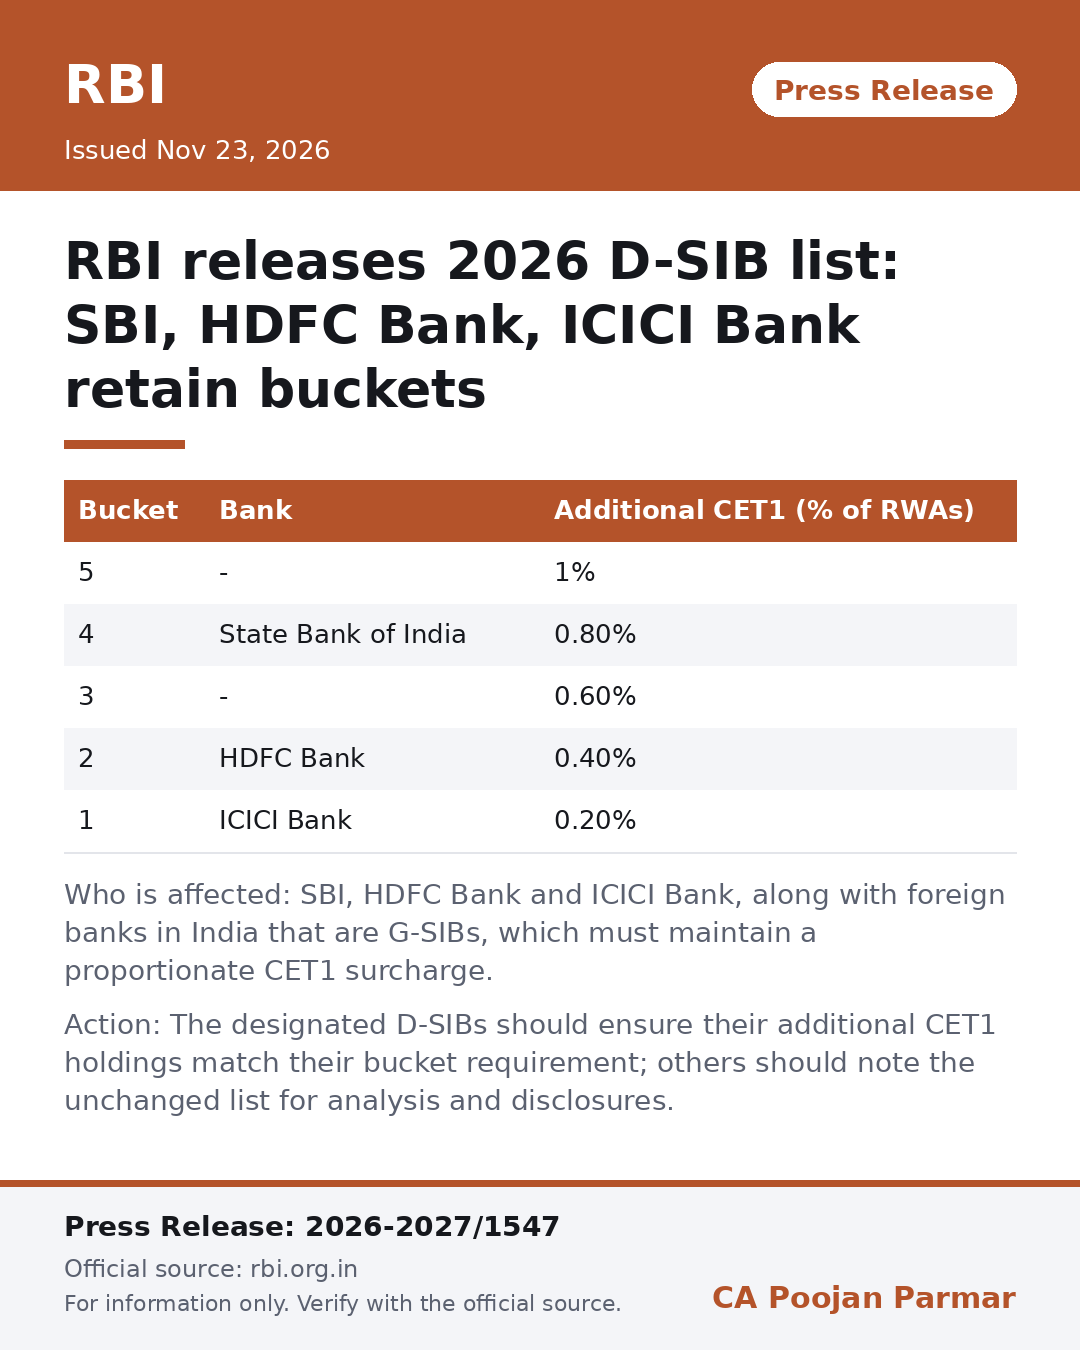 RBI
Press Release
Issued Nov 23, 2026
RBI releases 2026 D-SIB list:
SBI, HDFC Bank, ICICI Bank
retain buckets
Bucket Bank Additional CET1 (% of RWAs)
5 - 1%
4 State Bank of India 0.80%
3 - 0.60%
2 HDFC Bank 0.40%
1 ICICI Bank 0.20%
Who is affected: SBI, HDFC Bank and ICICI Bank, along with foreign
banks in India that are G-SIBs, which must maintain a
proportionate CET1 surcharge.
Action: The designated D-SIBs should ensure their additional CET1
holdings match their bucket requirement; others should note the
unchanged list for analysis and disclosures.
Press Release: 2026-2027/1547
Official source: rbi.org.in
For information only. Verify with the official source.
CA Poojan Parmar